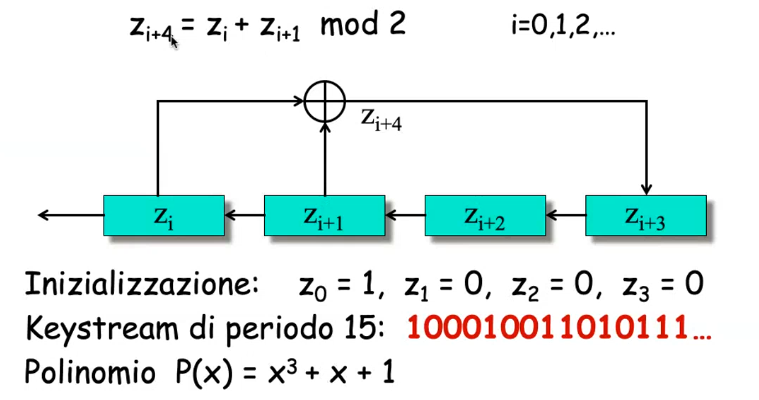 z_{i+4} = z_i + z_{i+1} mod 2 i=0,1,2,...
z_{i+4}
z_i z_{i+1} z_{i+2} z_{i+3}
Inizializzazione: z_0 = 1, z_1 = 0, z_2 = 0, z_3 = 0
Keystream di periodo 15: 100010011010111...
Polinomio P(x) = x^3 + x + 1